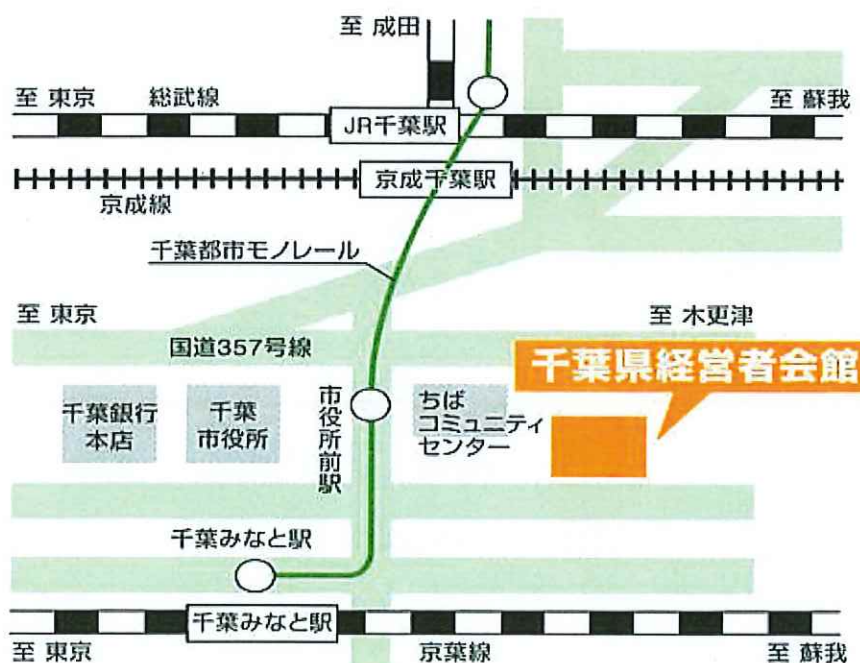 至 成田
至 東京
総武線
至 蘇我
JR千葉駅
京成千葉駅
京成線
千葉都市モノレール
至 東京
至 木更津
国道357号線
千葉県経営者会館
千葉銀行
本店
千葉
市役所
市役所前駅
ちば
コミュニティ
センター
千葉みなと駅
千葉みなと駅
至 東京
京葉線
至 蘇我